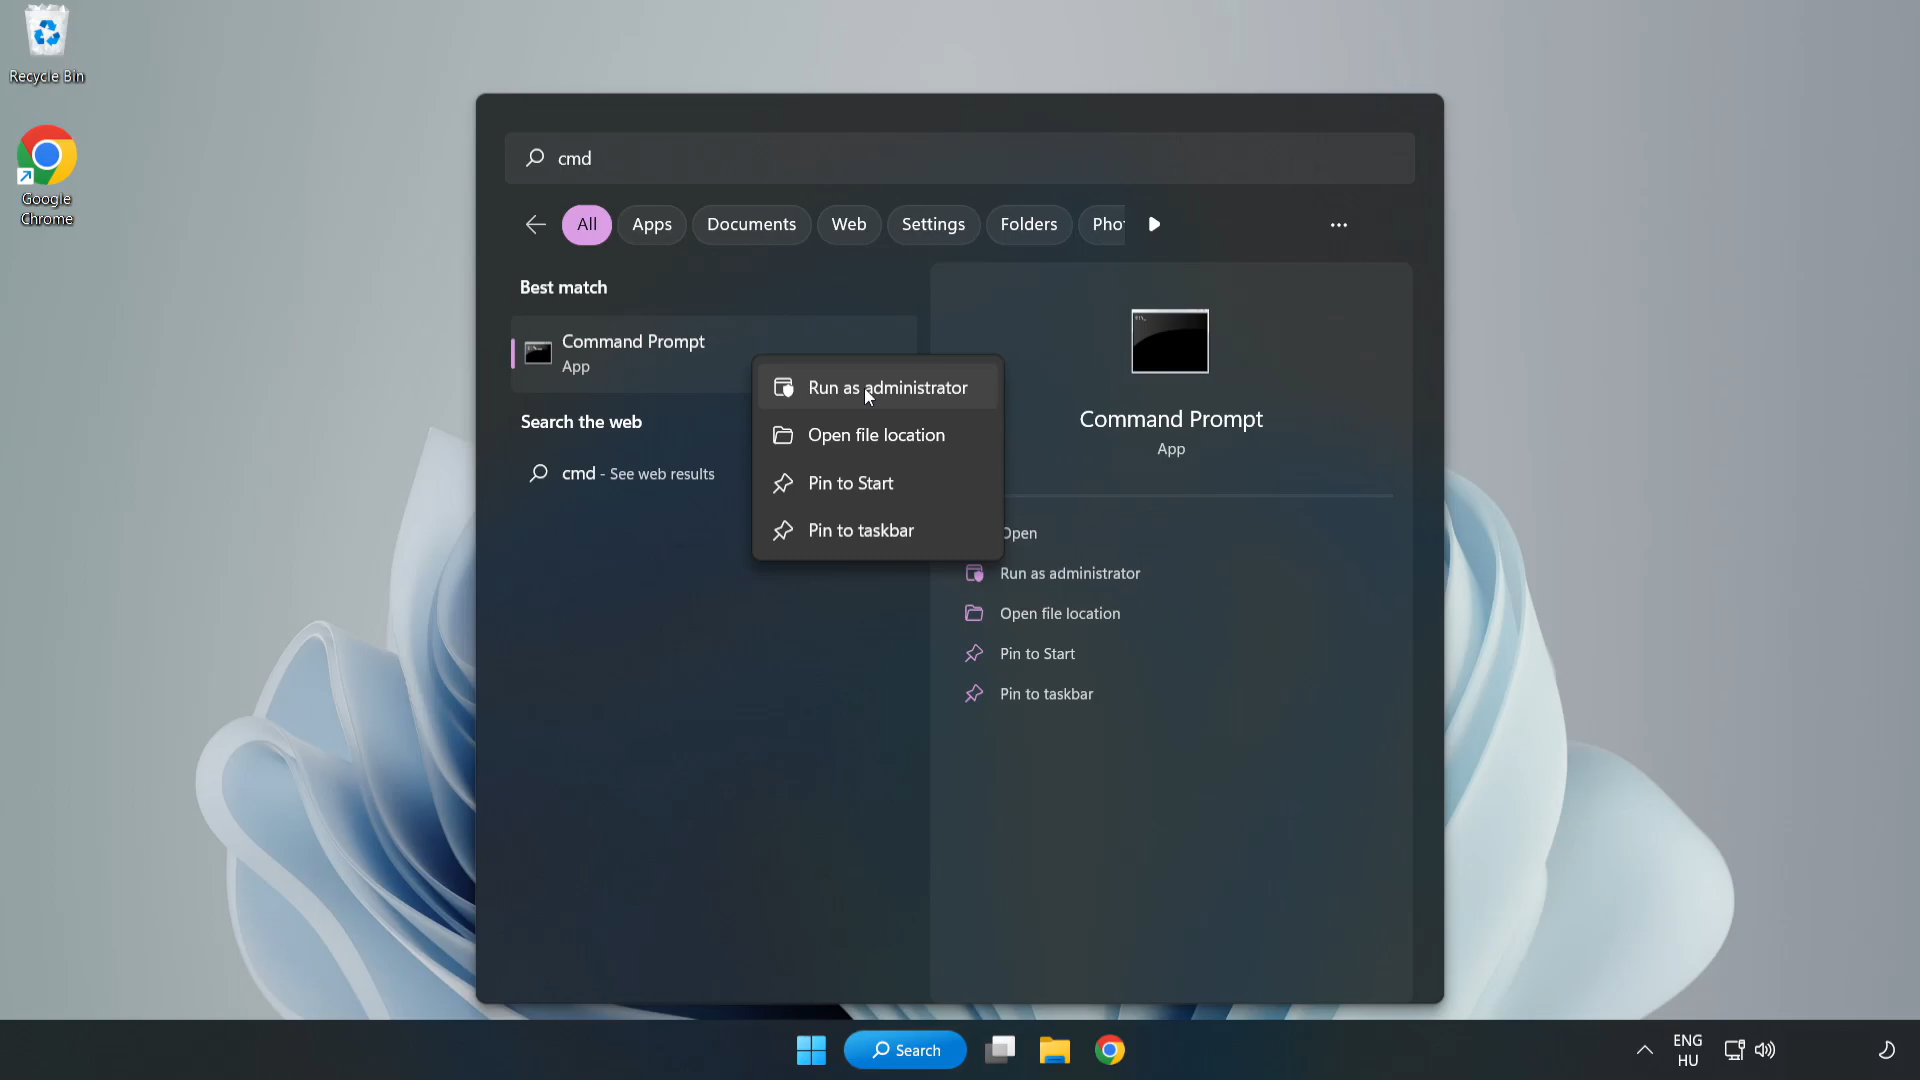 Recycle Bin
Google
Chrome
cmd
All
Apps
Documents
Web
Settings
Folders
Pho
Best match
Command Prompt
App
Search the web
cmd - See web results
Run as administrator
Open file location
Pin to Start
Pin to taskbar
Command Prompt
App
Open
Run as administrator
Open file location
Pin to Start
Pin to taskbar
Search
ENG
HU